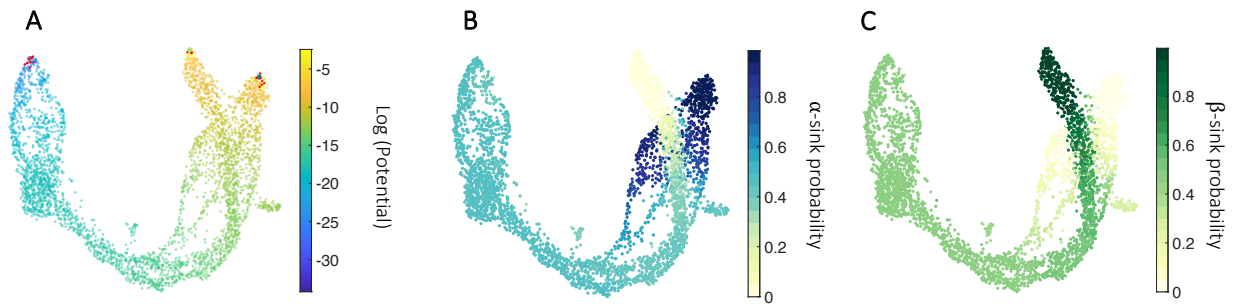 A
B
C
-5
-10
-15
-20
-25
-30
Log (Potential)
0.8
0.6
0.4
0.2
0
α-sink probability
0.8
0.6
0.4
0.2
0
β-sink probability